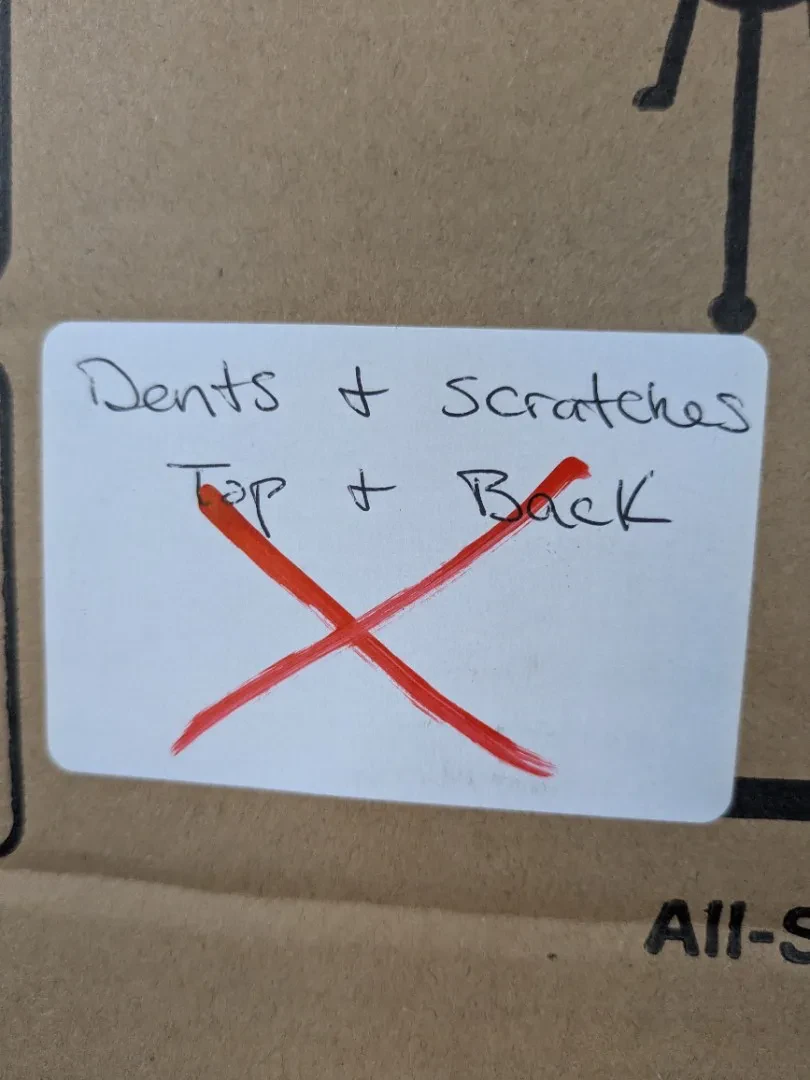 Dents + Scratches
Top + Back
All-S